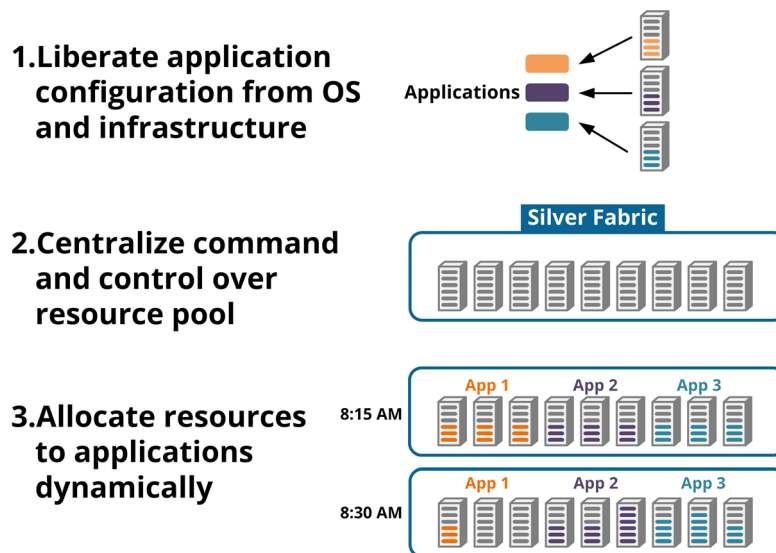 1.Liberate application
configuration from OS
and infrastructure
Applications
Silver Fabric
2.Centralize command
and control over
resource pool
3.Allocate resources
to applications
dynamically
App 1 App 2 App 3
8:15 AM
App 1 App 2 App 3
8:30 AM